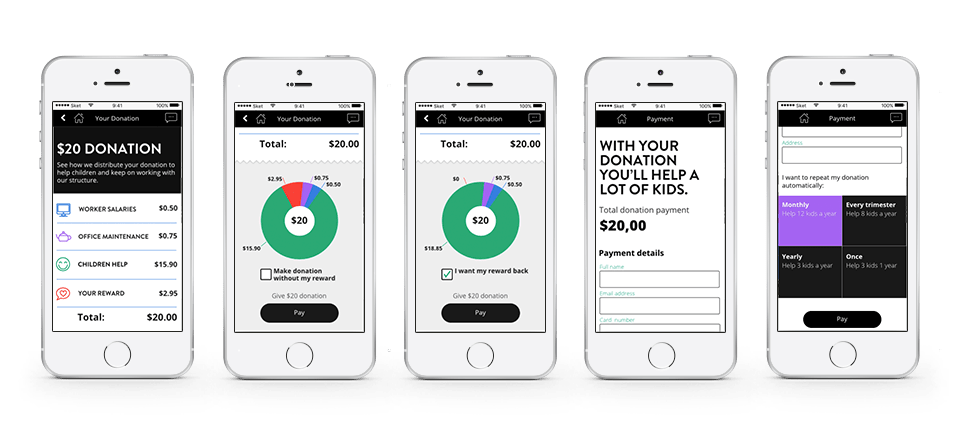 Sket 9:41 100%
Your Donation
$20 DONATION
See how we distribute your donation to
help children and keep on working with
our structure.
WORKER SALARIES $0.50
OFFICE MAINTENANCE $0.75
CHILDREN HELP $15.90
YOUR REWARD $2.95
Total: $20.00
Sket 9:41 100%
Your Donation
Total: $20.00
$2.95 $0.75
$0.50
$20
$15.90
Make donation
without my reward
Give $20 donation
Pay
Sket 9:41 100%
Your Donation
Total: $20.00
$0 $0.75
$0.50
$20
$18.85
I want my reward back
Give $20 donation
Pay
Sket 9:41 100%
Payment
WITH YOUR
DONATION
YOU'LL HELP A
LOT OF KIDS.
Total donation payment
$20,00
Payment details
Full name
Email address
Card number
Sket 9:41 100%
Payment
Address
I want to repeat my donation
automatically:
Monthly
Help 12 kids a year
Every trimester
Help 8 kids a year
Yearly
Help 3 kids a year
Once
Help 3 kids 1 year
Pay